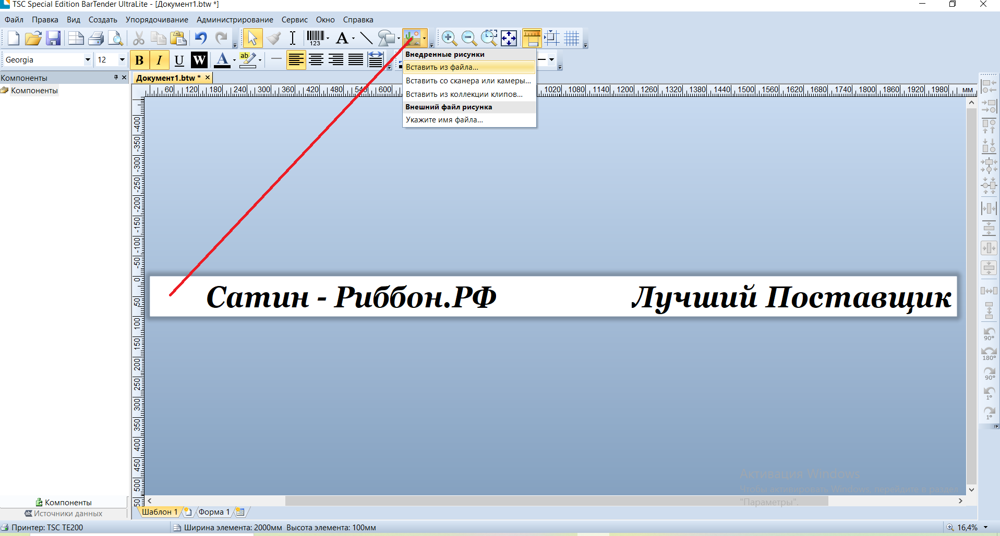 TSC Special Edition BarTender UltraLite - [Документ1.btw *]
Файл Правка Вид Создать Упорядочивание Администрирование Сервис Окно Справка
123 A
Georgia 12 B I U W A ab
Внедренные рисунки
Вставить из файла...
Вставить со сканера или камеры...
Вставить из коллекции клипов...
Внешний файл рисунка
Укажите имя файла...
Компоненты
Документ1.btw *
Компоненты
60 120 180 240 300 360 420 480 540 600 1020 1080 1140 1200 1260 1320 1380 1440 1500 1560 1620 1680 1740 1800 1860 1920 1980 мм
-400
-350
-300
-250
-200
-150
-100
-50
0
50
100
150
200
250
300
350
400
450
500
Сатин - Риббон.РФ Лучший Поставщик
90°
180°
90°
1°
1°
Активация Windows
Чтобы активировать Windows, перейдите в раздел
"Параметры".
Компоненты
Источники данных
Шаблон 1 Форма 1
Принтер: TSC TE200 Ширина элемента: 2000мм Высота элемента: 100мм 16,4%